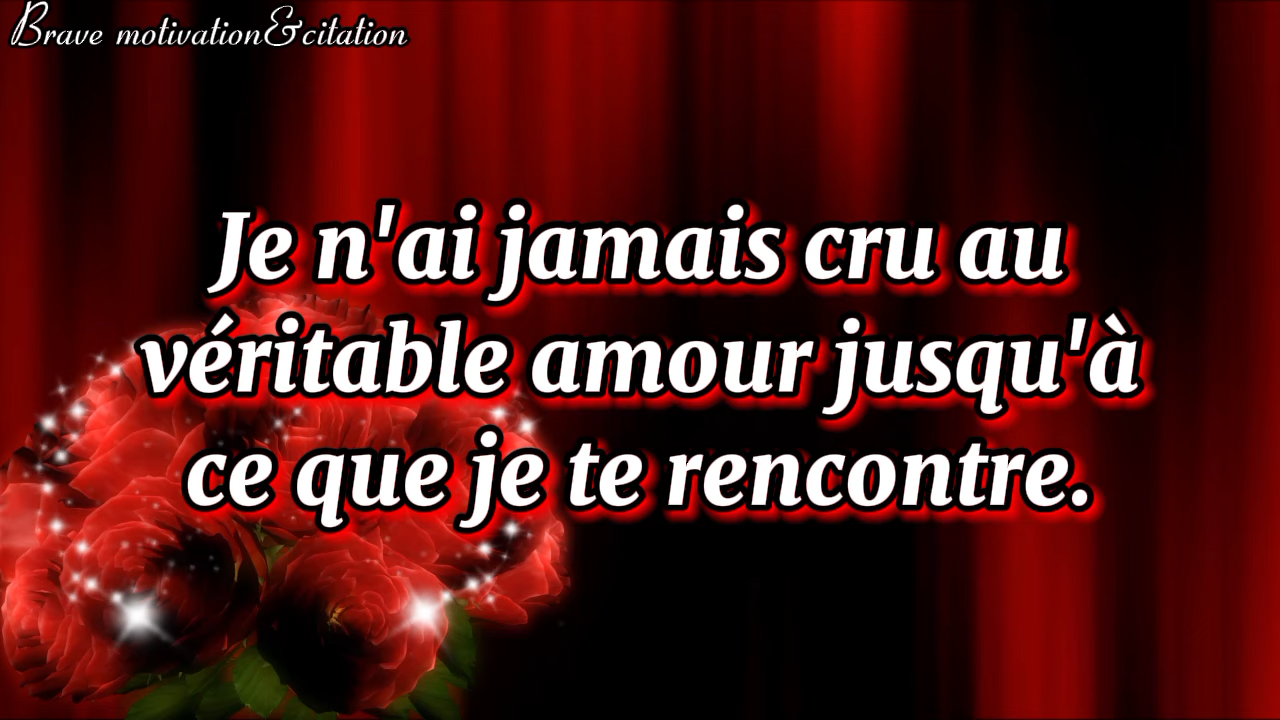 Brave motivation&citation
Je n'ai jamais cru au
véritable amour jusqu'à
ce que je te rencontre.